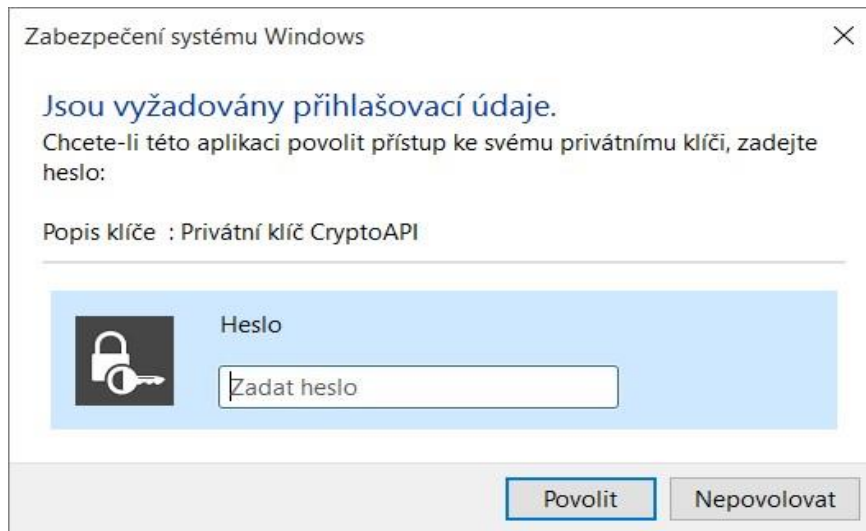 Zabezpečení systému Windows
Jsou vyžadovány přihlašovací údaje.
Chcete-li této aplikaci povolit přístup ke svému privátnímu klíči, zadejte
heslo:
Popis klíče : Privátní klíč CryptoAPI
Heslo
Zadat heslo
Povolit
Nepovolovat